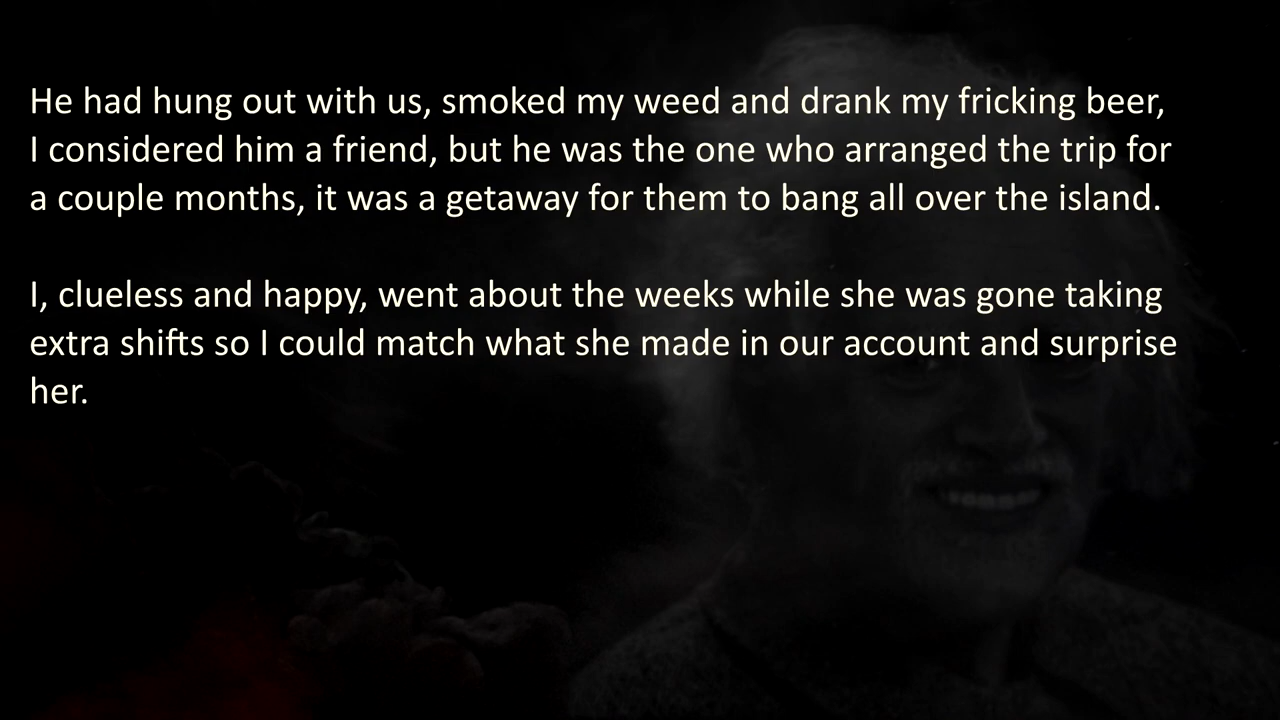 He had hung out with us, smoked my weed and drank my fricking beer,
I considered him a friend, but he was the one who arranged the trip for
a couple months, it was a getaway for them to bang all over the island.
I, clueless and happy, went about the weeks while she was gone taking
extra shifts so I could match what she made in our account and surprise
her.